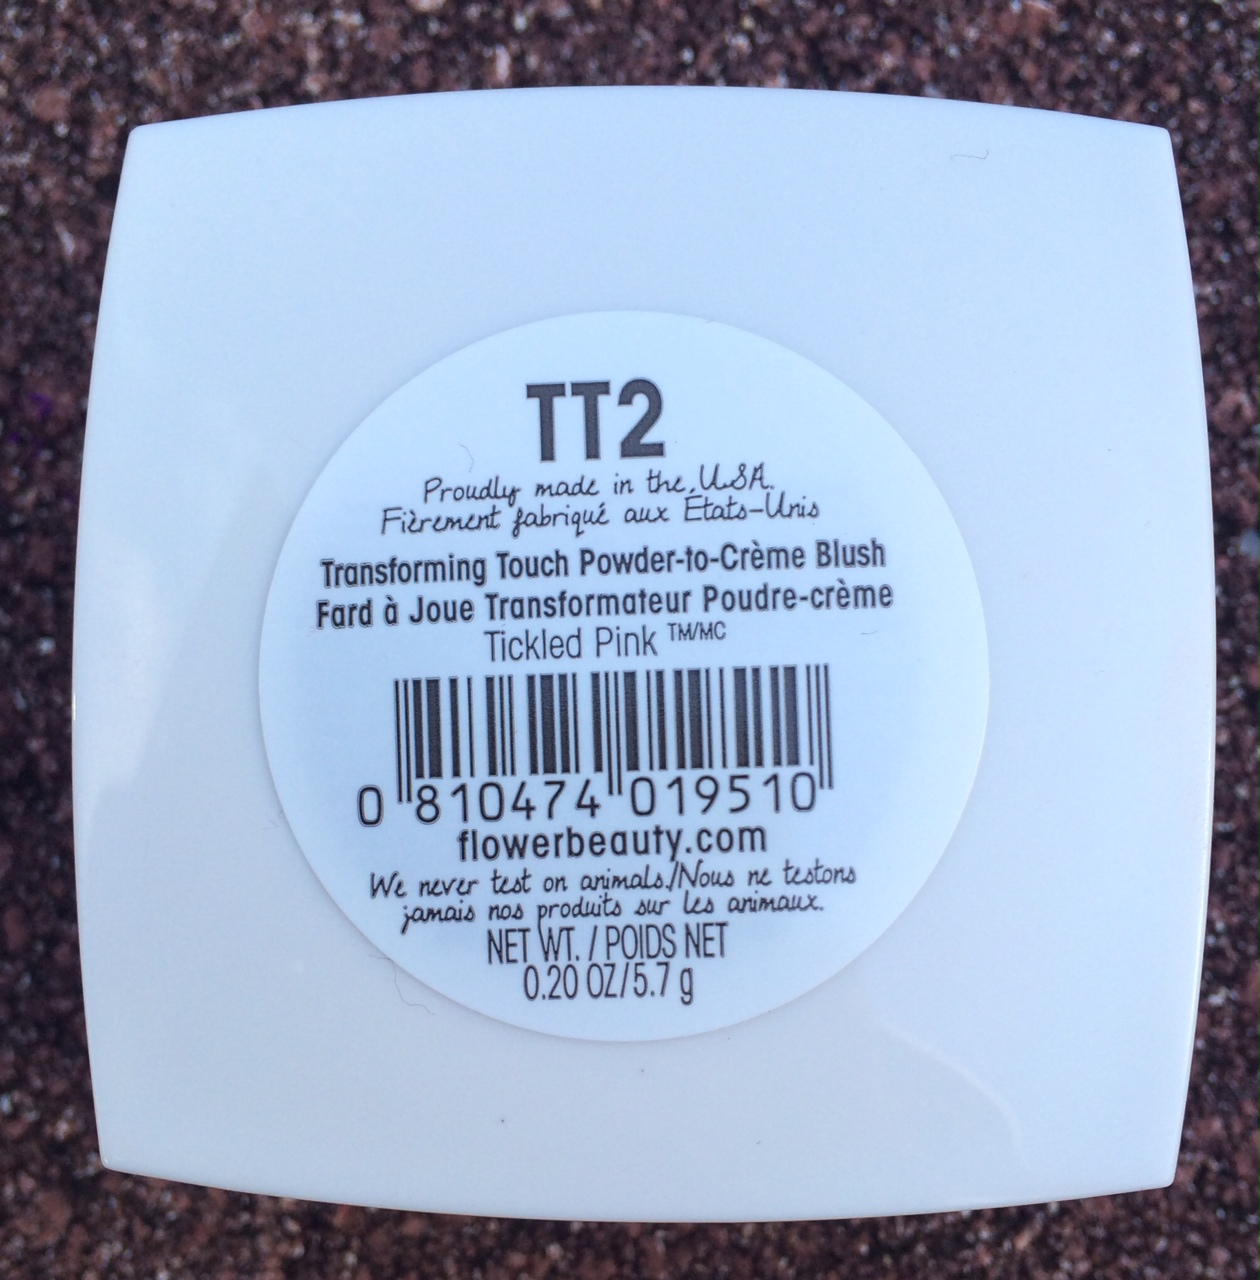 TT2
Proudly made in the U.S.A.
Fièrement fabriqué aux États-Unis
Transforming Touch Powder-to-Crème Blush
Fard à Joue Transformateur Poudre-crème
Tickled Pink TM/MC
0 810474 019510
flowerbeauty.com
We never test on animals./Nous ne testons
jamais nos produits sur les animaux.
NET WT. / POIDS NET
0.20 OZ/5.7 g